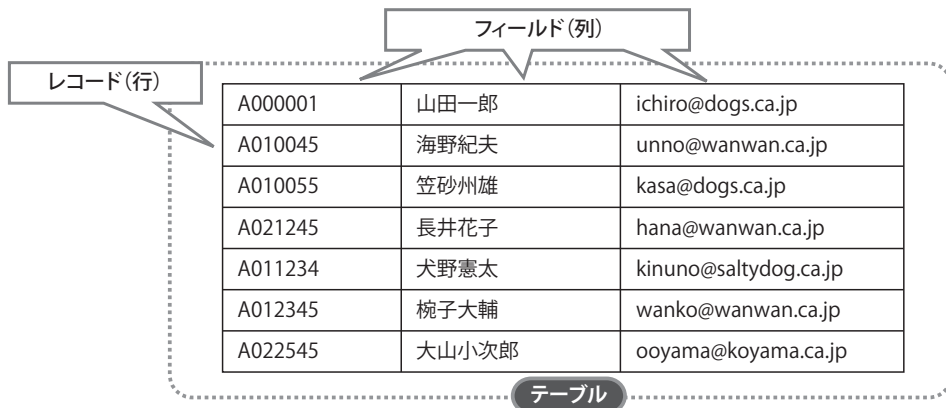 フィールド（列）
レコード（行）
A000001 山田一郎 ichiro@dogs.ca.jp
A010045 海野紀夫 unno@wanwan.ca.jp
A010055 笠砂州雄 kasa@dogs.ca.jp
A021245 長井花子 hana@wanwan.ca.jp
A011234 犬野憲太 kinuno@saltydog.ca.jp
A012345 椀子大輔 wanko@wanwan.ca.jp
A022545 大山小次郎 ooyama@koyama.ca.jp
テーブル